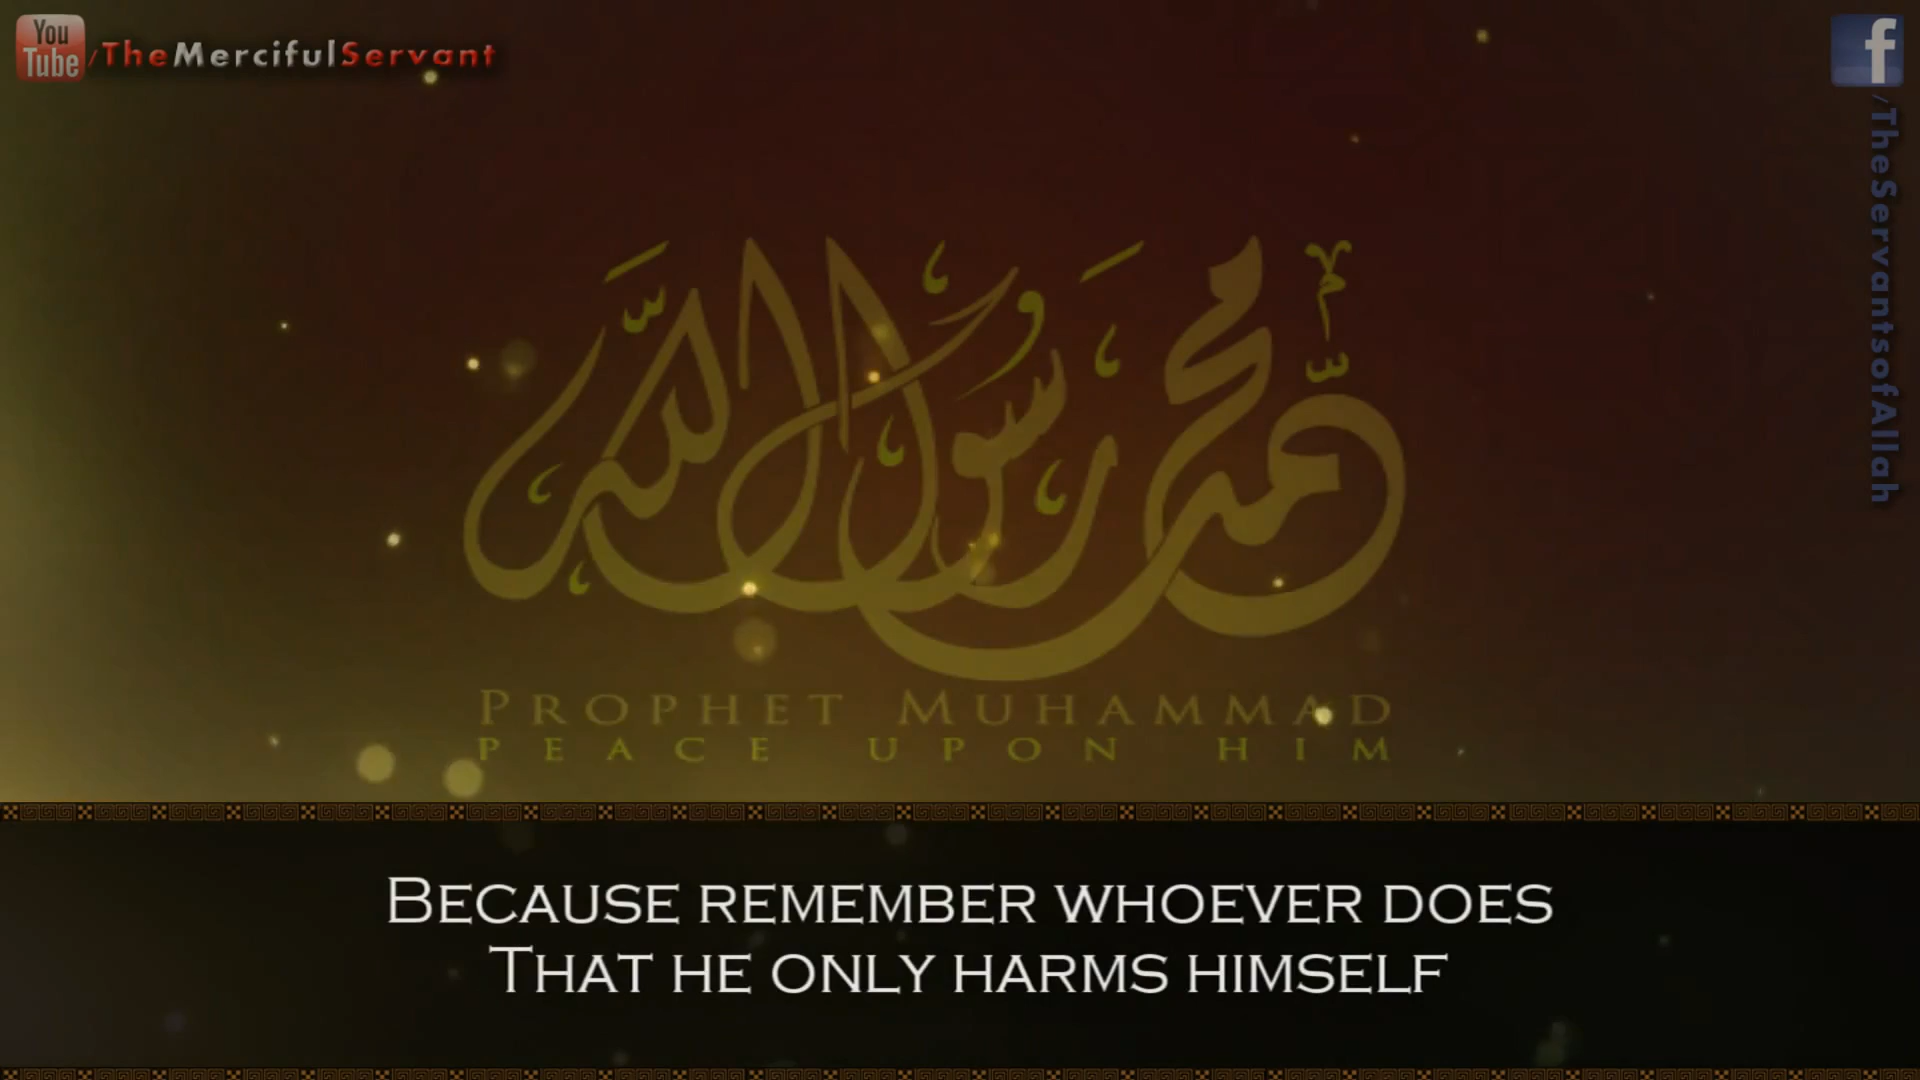 You
Tube /TheMercifulServant
f
/TheServantsofAllah
محمد رسول الله
Prophet Muhammad
peace upon him
Because remember whoever does
That he only harms himself